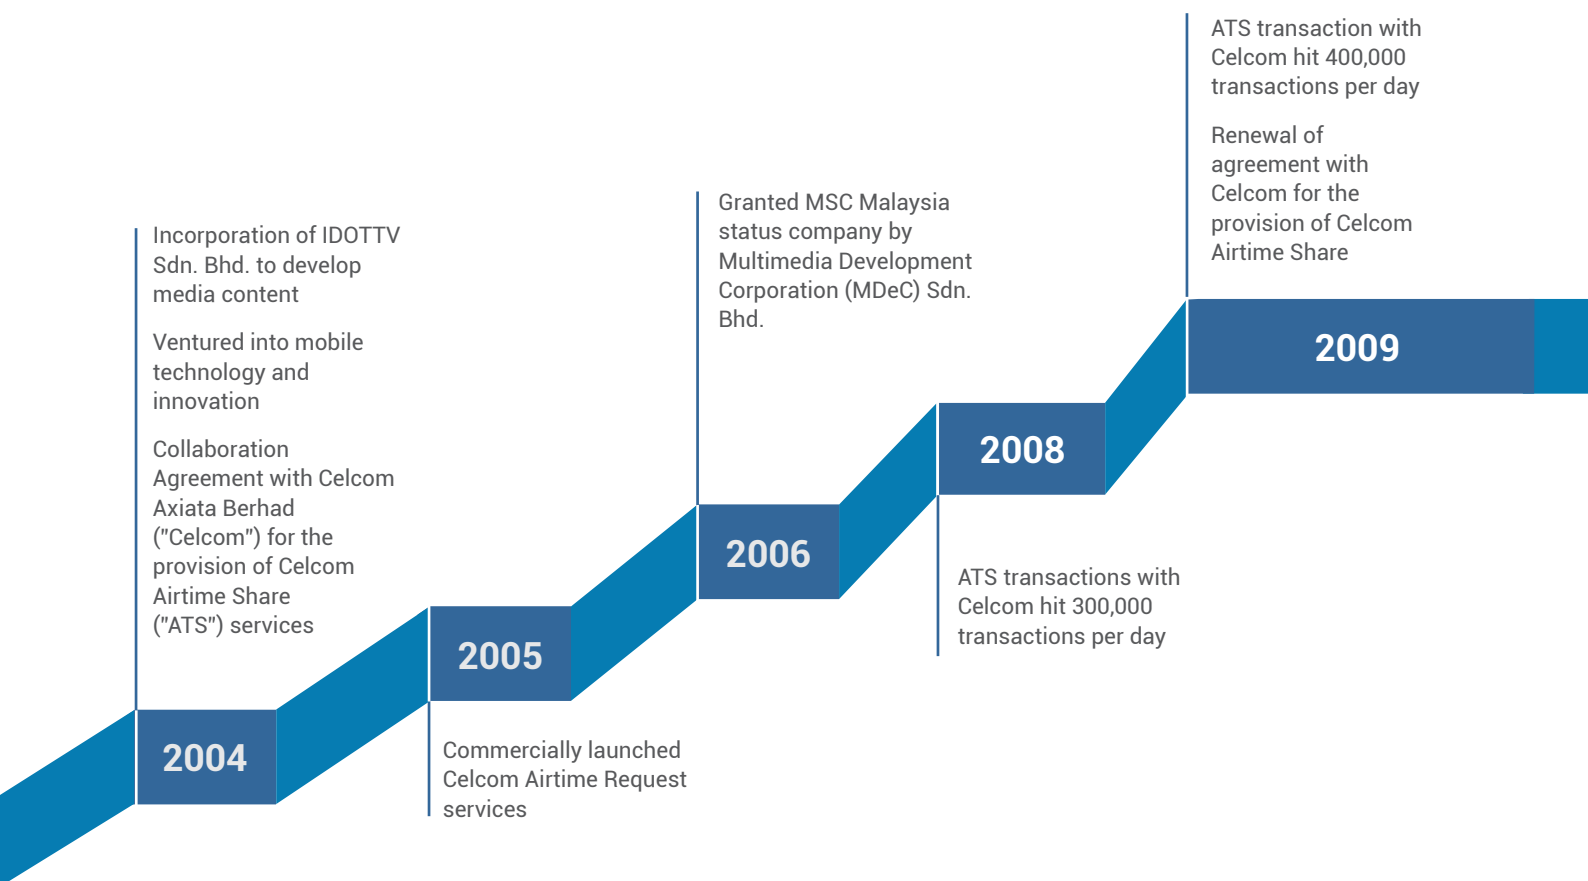 Incorporation of IDOTTV
Sdn. Bhd. to develop
media content
Ventured into mobile
technology and
innovation
Collaboration
Agreement with Celcom
Axiata Berhad
("Celcom") for the
provision of Celcom
Airtime Share
("ATS") services
2004
2005
Commercially launched
Celcom Airtime Request
services
Granted MSC Malaysia
status company by
Multimedia Development
Corporation (MDeC) Sdn.
Bhd.
2006
2008
ATS transactions with
Celcom hit 300,000
transactions per day
ATS transaction with
Celcom hit 400,000
transactions per day
Renewal of
agreement with
Celcom for the
provision of Celcom
Airtime Share
2009